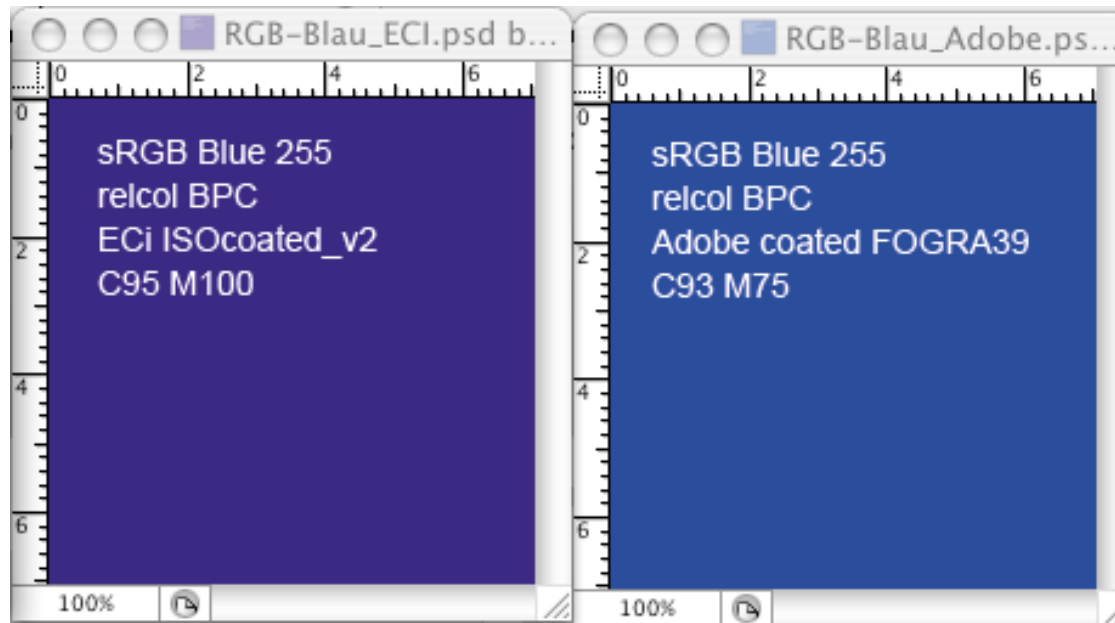 RGB-Blau_ECI.psd b...
0 2 4 6
0
2
4
6
sRGB Blue 255
relcol BPC
ECi ISOcoated_v2
C95 M100
100%
RGB-Blau_Adobe.ps...
0 2 4 6
0
2
4
6
sRGB Blue 255
relcol BPC
Adobe coated FOGRA39
C93 M75
100%